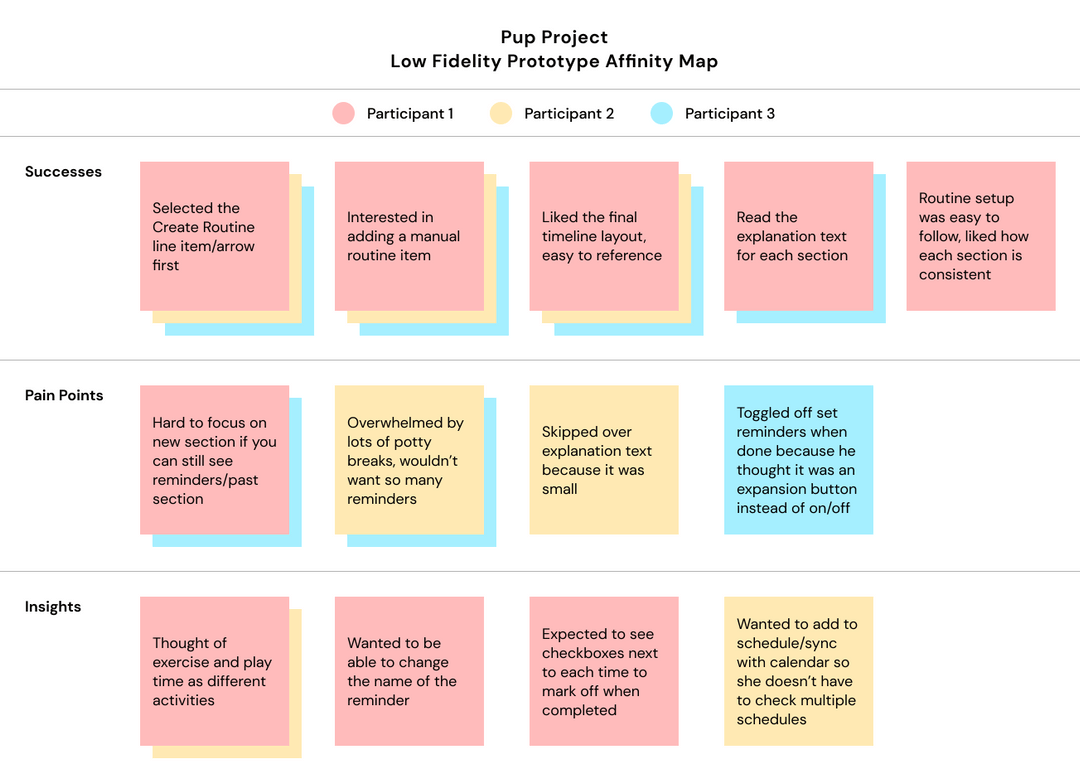 Pup Project
Low Fidelity Prototype Affinity Map
Participant 1
Participant 2
Participant 3
Successes
Selected the
Create Routine
line item/arrow
first
Interested in
adding a manual
routine item
Liked the final
timeline layout,
easy to reference
Read the
explanation text
for each section
Routine setup
was easy to
follow, liked how
each section is
consistent
Pain Points
Hard to focus on
new section if you
can still see
reminders/past
section
Overwhelmed by
lots of potty
breaks, wouldn’t
want so many
reminders
Skipped over
explanation text
because it was
small
Toggled off set
reminders when
done because he
thought it was an
expansion button
instead of on/off
Insights
Thought of
exercise and play
time as different
activities
Wanted to be
able to change
the name of the
reminder
Expected to see
checkboxes next
to each time to
mark off when
completed
Wanted to add to
schedule/sync
with calendar so
she doesn’t have
to check multiple
schedules